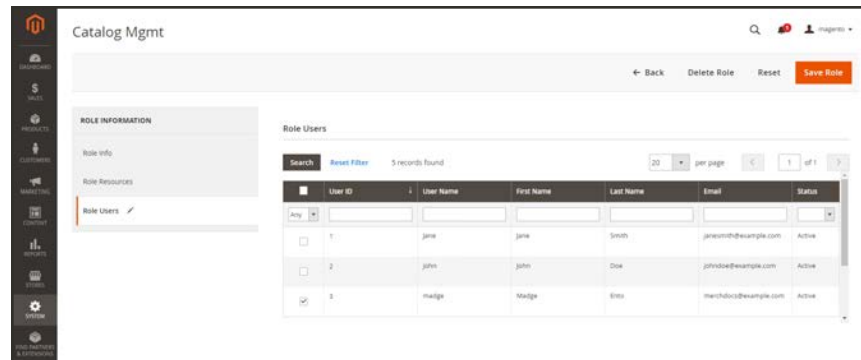 Catalog Mgmt
magento
← Back Delete Role Reset Save Role
DASHBOARD
SALES
PRODUCTS
CUSTOMERS
MARKETING
CONTENT
REPORTS
STORES
SYSTEM
FIND PARTNERS
& EXTENSIONS
ROLE INFORMATION
Role Info
Role Resources
Role Users
Role Users
Search Reset Filter 5 records found 20 per page 1 of 1
User ID ↓ User Name First Name Last Name Email Status
Any
1 jane Jane Smith janesmith@example.com Active
2 john John Doe johndoe@example.com Active
3 madge Madge Ento merchdocs@example.com Active